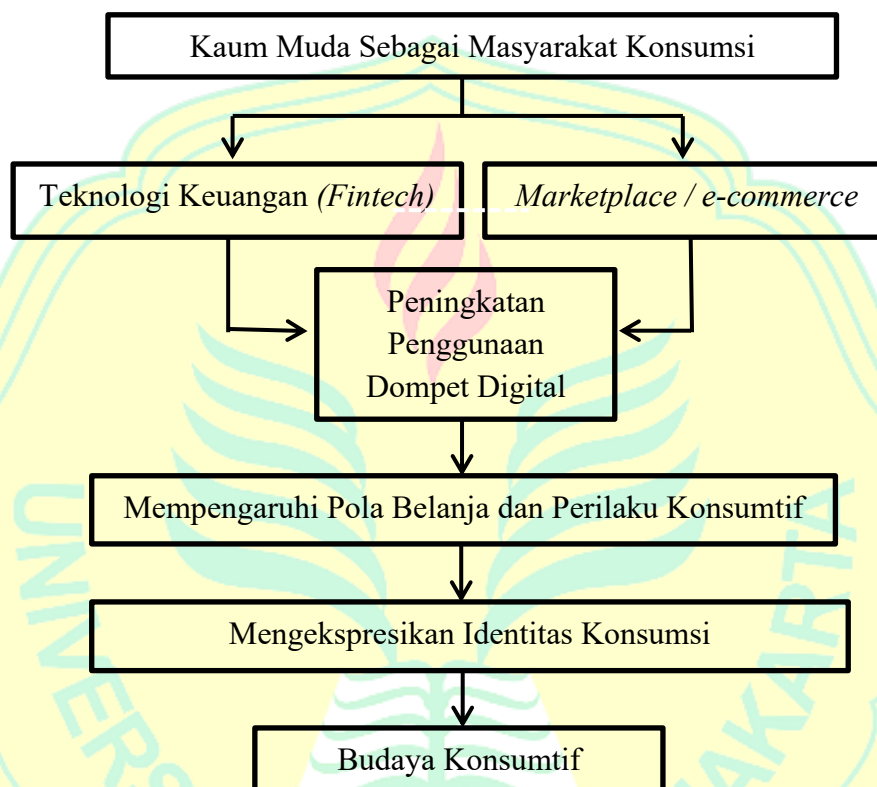 Kaum Muda Sebagai Masyarakat Konsumsi
Teknologi Keuangan (Fintech)
Marketplace / e-commerce
Peningkatan
Penggunaan
Dompet Digital
Mempengaruhi Pola Belanja dan Perilaku Konsumtif
Mengekspresikan Identitas Konsumsi
Budaya Konsumtif